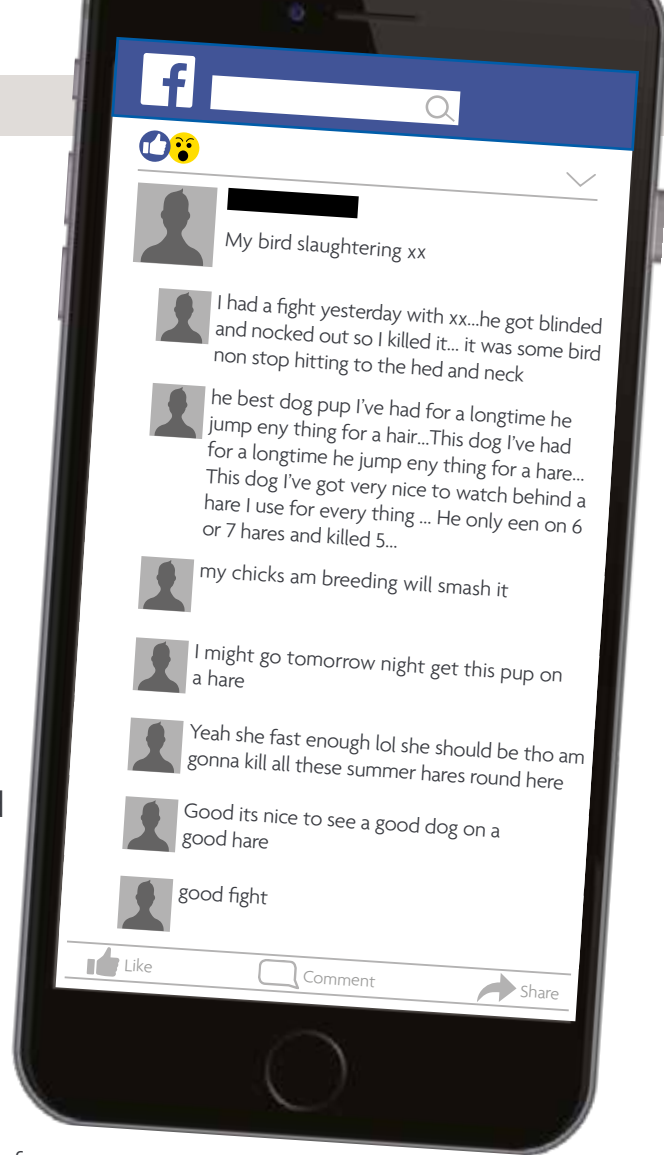 f
My bird slaughtering xx
I had a fight yesterday with xx...he got blinded
and nocked out so I killed it... it was some bird
non stop hitting to the hed and neck
he best dog pup I've had for a longtime he
jump eny thing for a hair...This dog I've had
for a longtime he jump eny thing for a hare...
This dog I've got very nice to watch behind a
hare I use for every thing ... He only een on 6
or 7 hares and killed 5...
my chicks am breeding will smash it
I might go tomorrow night get this pup on
a hare
Yeah she fast enough lol she should be tho am
gonna kill all these summer hares round here
Good its nice to see a good dog on a
good hare
good fight
Like
Comment
Share